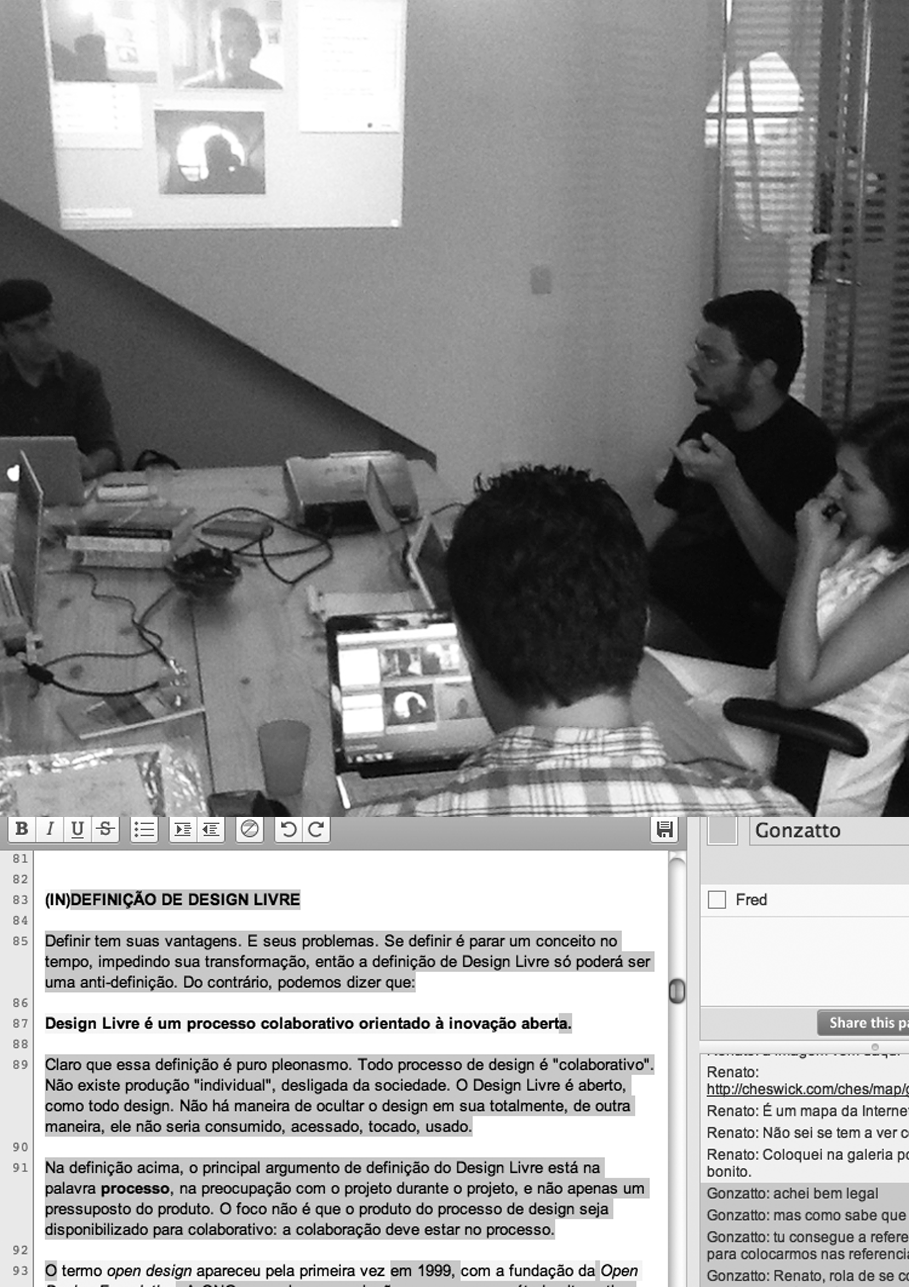 B I U S
81
82
83 (IN)DEFINIÇÃO DE DESIGN LIVRE
84
85 Definir tem suas vantagens. E seus problemas. Se definir é parar um conceito no
tempo, impedindo sua transformação, então a definição de Design Livre só poderá ser
uma anti-definição. Do contrário, podemos dizer que:
86
87 Design Livre é um processo colaborativo orientado à inovação aberta.
88
89 Claro que essa definição é puro pleonasmo. Todo processo de design é "colaborativo".
Não existe produção "individual", desligada da sociedade. O Design Livre é aberto,
como todo design. Não há maneira de ocultar o design em sua totalmente, de outra
maneira, ele não seria consumido, acessado, tocado, usado.
90
91 Na definição acima, o principal argumento de definição do Design Livre está na
palavra processo, na preocupação com o projeto durante o projeto, e não apenas um
pressuposto do produto. O foco não é que o produto do processo de design seja
disponibilizado para colaborativo: a colaboração deve estar no processo.
92
93 O termo open design apareceu pela primeira vez em 1999, com a fundação da Open
Gonzatto
Fred
Share this
Renato:
http://cheswick.com/ches/map/
Renato: É um mapa da Internet
Renato: Não sei se tem a ver
Renato: Coloquei na galeria
bonito.
Gonzatto: achei bem legal
Gonzatto: mas como sabe que
Gonzatto: tu consegue a
para colocarmos nas
Gonzatto: Renato, rola de se